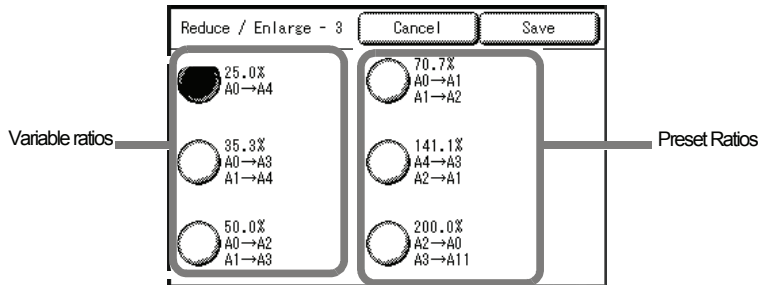 Reduce / Enlarge - 3
Cancel
Save
Variable ratios
25.0%
A0→A4
35.3%
A0→A3
A1→A4
50.0%
A0→A2
A1→A3
70.7%
A0→A1
A1→A2
141.1%
A4→A3
A2→A1
200.0%
A2→A0
A3→A11
Preset Ratios